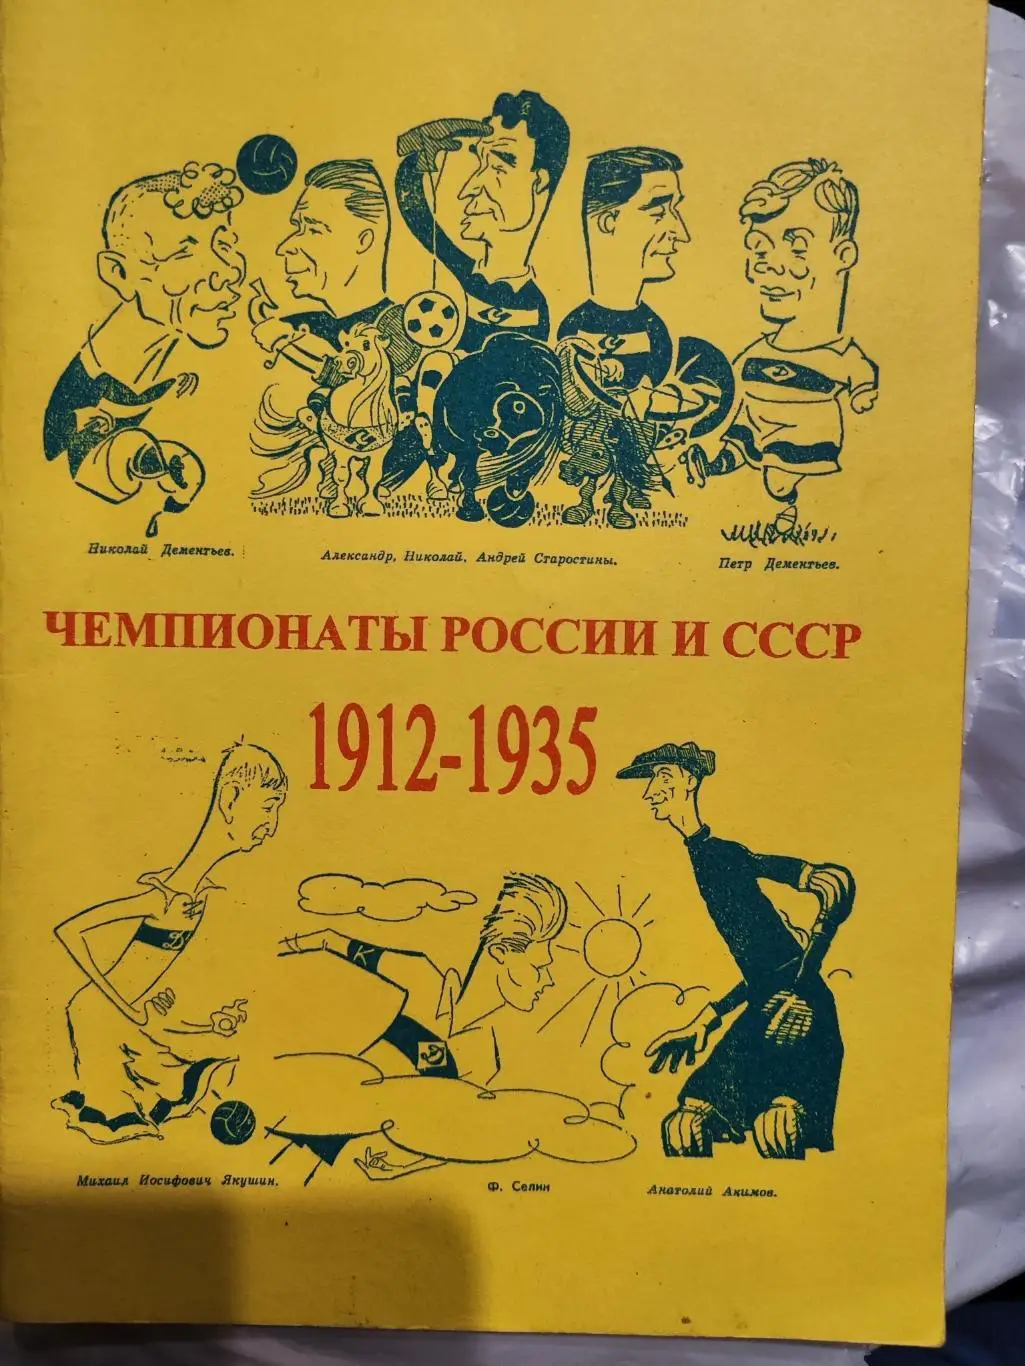 Николай Дементьев.
Александр, Николай, Андрей Старостины.
Петр Дементьев.
ЧЕМПИОНАТЫ РОССИИ И СССР
1912-1935
Д
К
Д
Михаил Иосифович Якушин.
Ф. Селин
Анатолий Акимов.